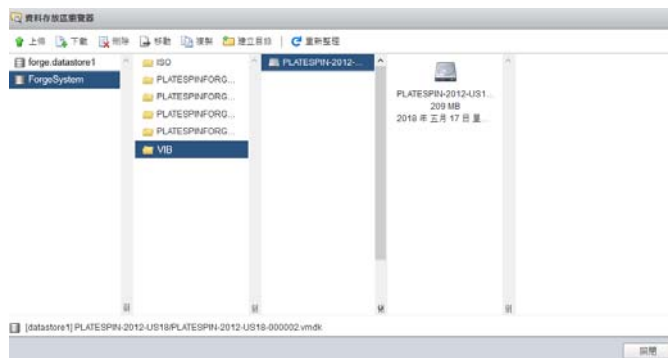 資料存放區瀏覽器
上傳 下載 刪除 移動 複製 建立目錄 重新整理
forge.datastore1
ForgeSystem
ISO
PLATESPINFORG...
PLATESPINFORG...
PLATESPINFORG...
PLATESPINFORG...
VIB
PLATESPIN-2012-...
PLATESPIN-2012-US1...
209 MB
2018 年 五月 17 日 星...
[datastore1] PLATESPIN-2012-US18/PLATESPIN-2012-US18-000002.vmdk
關閉